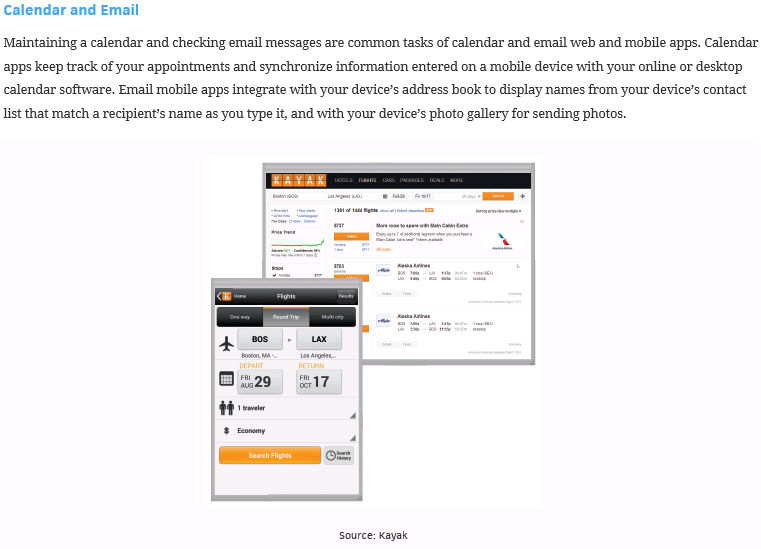 Calendar and Email
Maintaining a calendar and checking email messages are common tasks of calendar and email web and mobile apps. Calendar
apps keep track of your appointments and synchronize information entered on a mobile device with your online or desktop
calendar software. Email mobile apps integrate with your device’s address book to display names from your device’s contact
list that match a recipient’s name as you type it, and with your device’s photo gallery for sending photos.
KAYAK HOTELS FLIGHTS CARS PACKAGES DEALS MORE
Boston (BOS) Los Angeles (LAX)
1361 of 1444 flights
$737 More room to spare with Main Cabin Extra
Price Trend
$703 Alaska Airlines
Stops
Alaska Airlines
K Home Flights Results
One way Round Trip Multi city
BOS LAX
Boston, MA -... Los Angeles,...
DEPART RETURN
FRI AUG 29 FRI OCT 17
1 traveler
$ Economy
Search Flights Search History
Source: Kayak